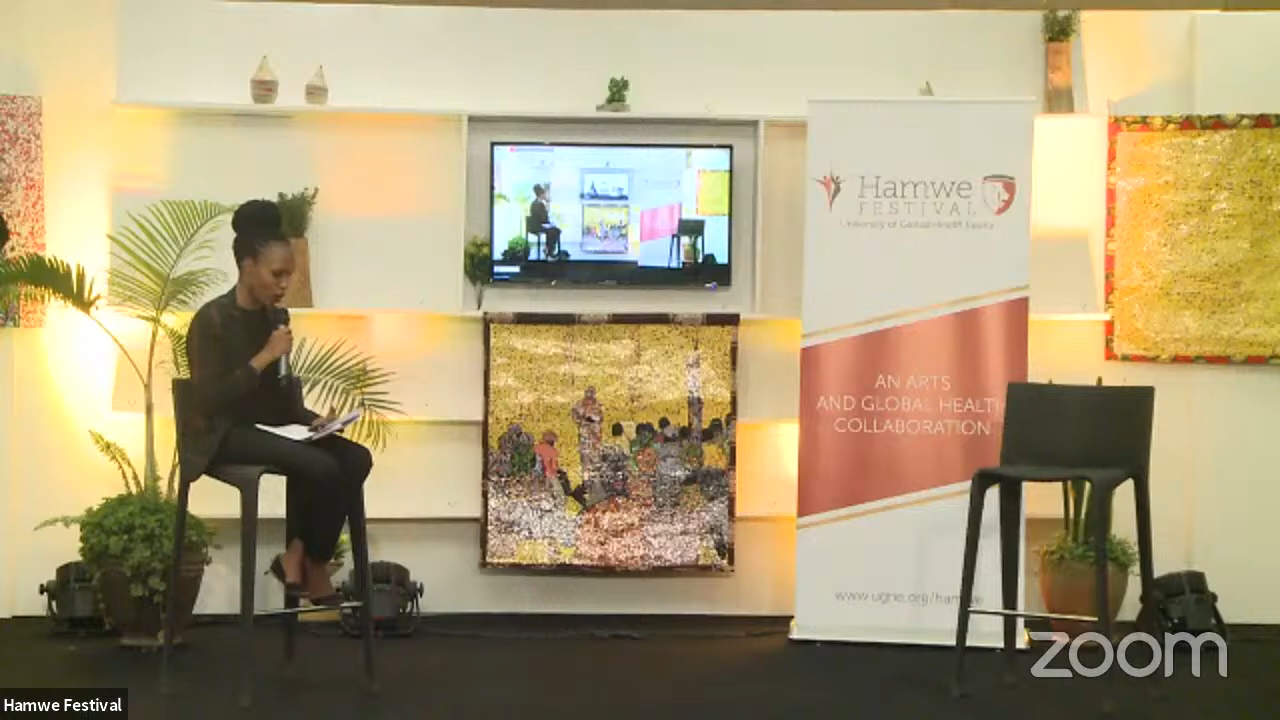 Hamwe
FESTIVAL
University of Global Health Equity
AN ARTS
AND GLOBAL HEALTH
COLLABORATION
www.ughe.org/hamwe
zoom
Hamwe Festival